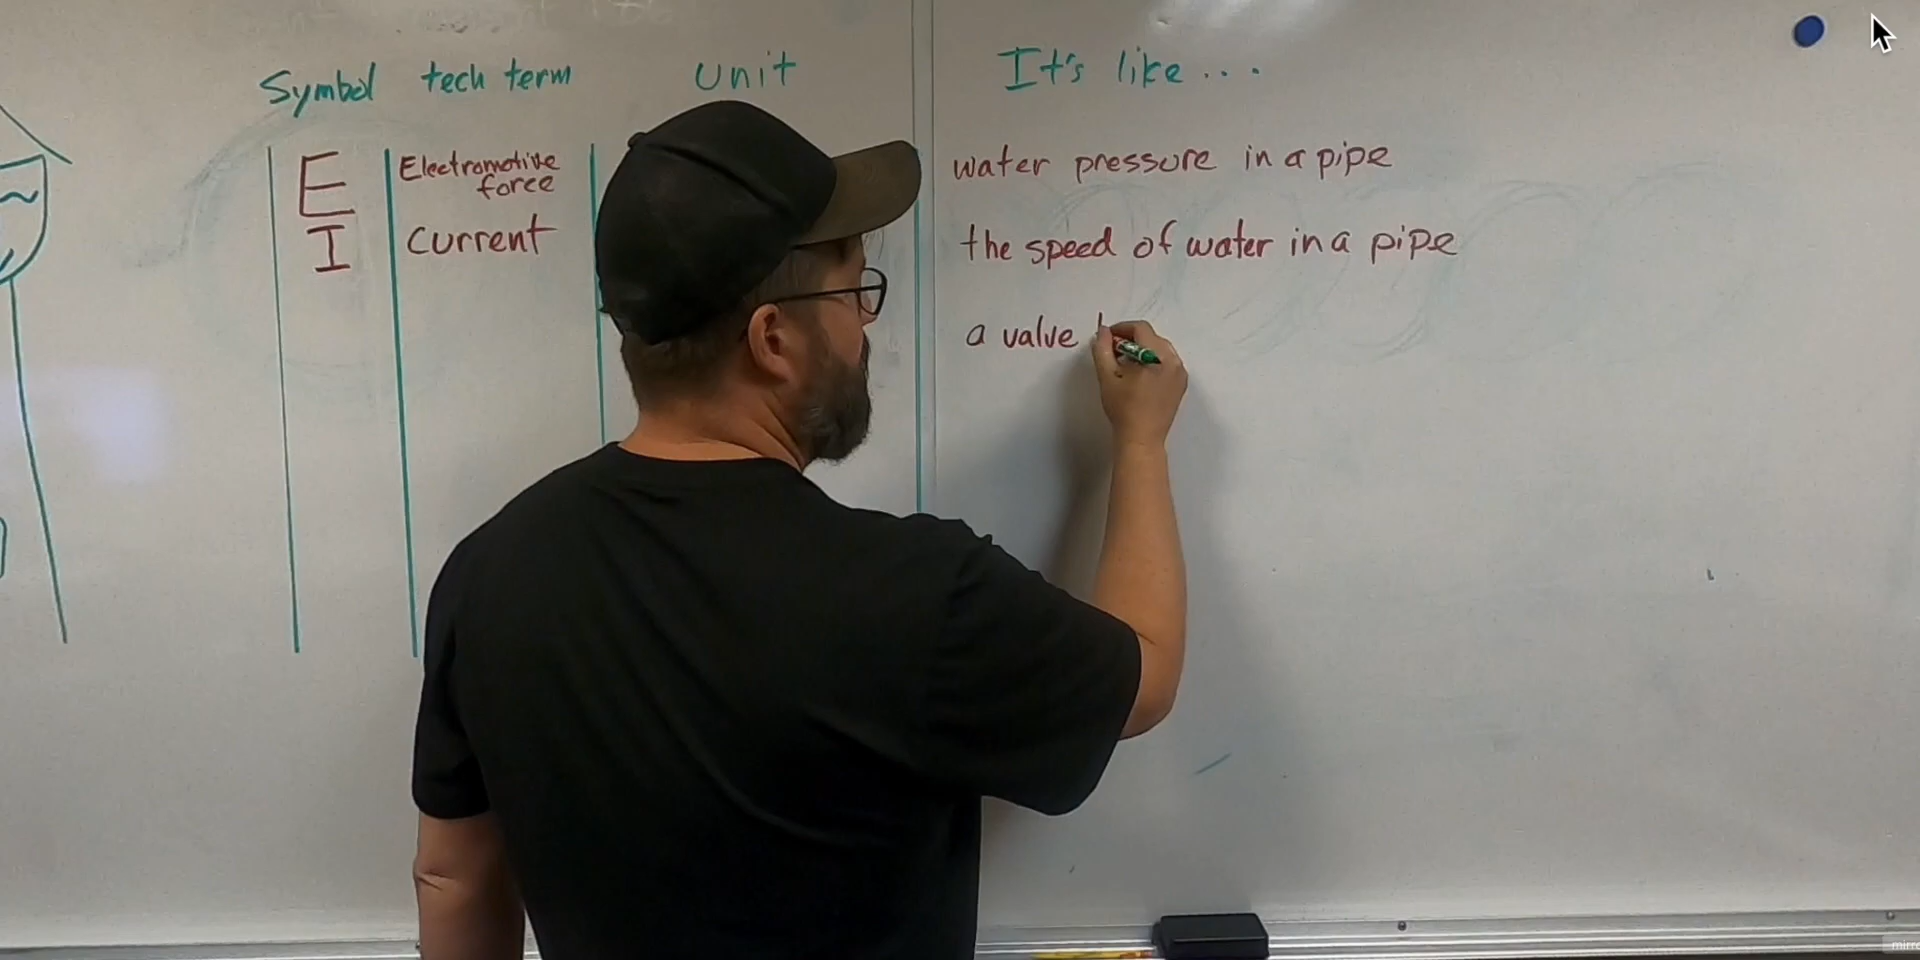 Symbol tech term unit It's like ....
E Electromotive force water pressure in a pipe
I current the speed of water in a pipe
a valve